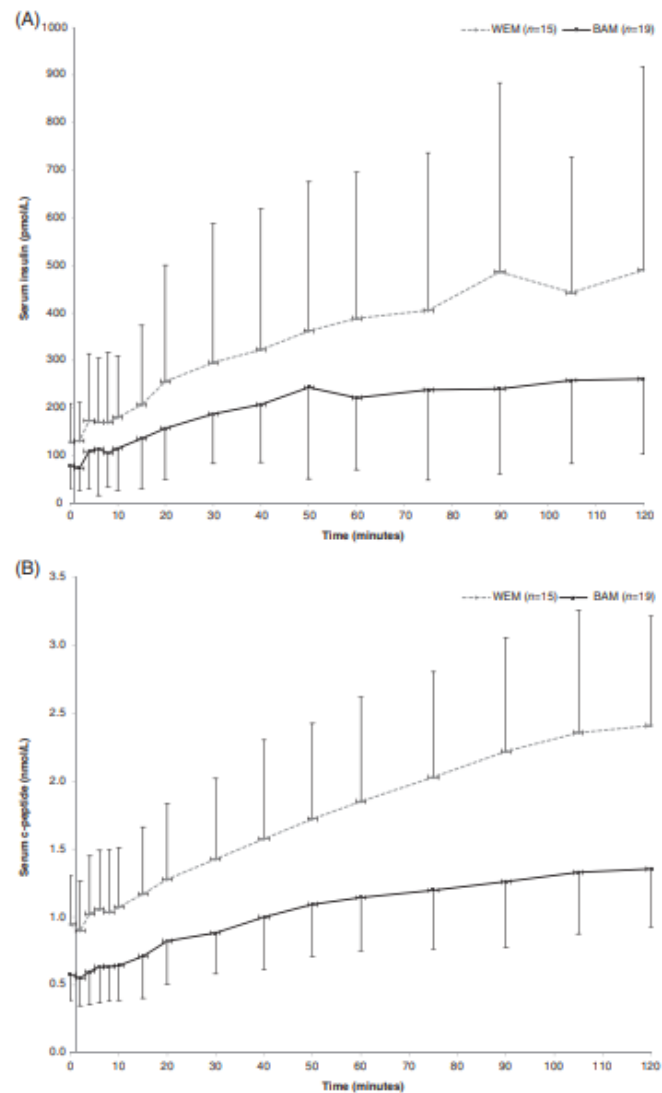 (A)
WEM (n=15) BAM (n=19)
1000
900
800
700
600
500
400
300
200
100
0
Serum insulin (pmol/L)
0 10 20 30 40 50 60 70 80 90 100 110 120
Time (minutes)
(B)
WEM (n=15) BAM (n=19)
3.5
3.0
2.5
2.0
1.5
1.0
0.5
0.0
Serum c-peptide (nmol/L)
0 10 20 30 40 50 60 70 80 90 100 110 120
Time (minutes)